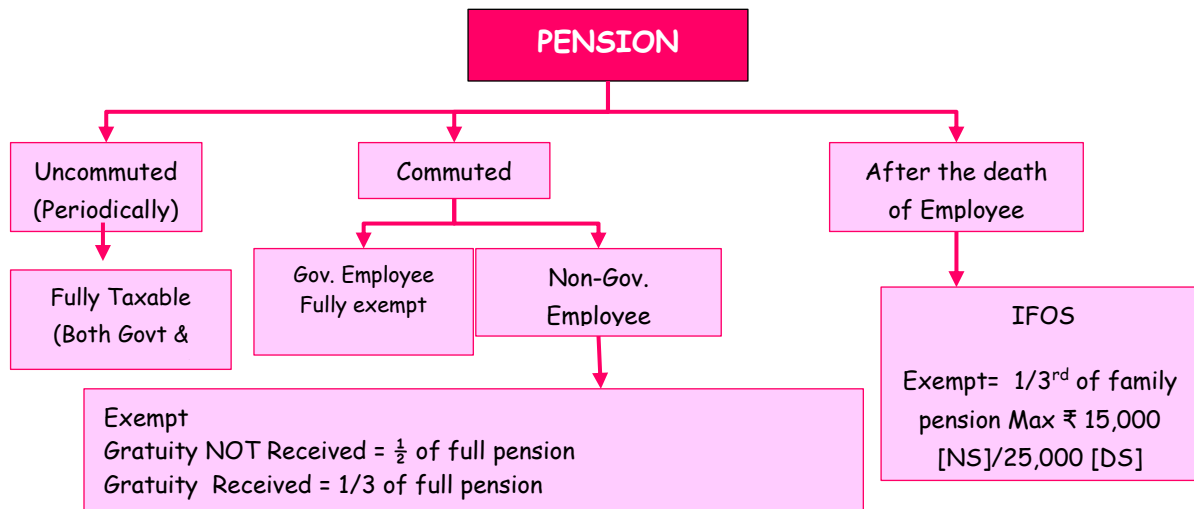 PENSION
Uncommuted
(Periodically)
Commuted
After the death
of Employee
Fully Taxable
(Both Govt &
Gov. Employee
Fully exempt
Non-Gov.
Employee
IFOS
Exempt= 1/3rd of family
pension Max ₹ 15,000
[NS]/25,000 [DS]
Exempt
Gratuity NOT Received = ½ of full pension
Gratuity Received = 1/3 of full pension